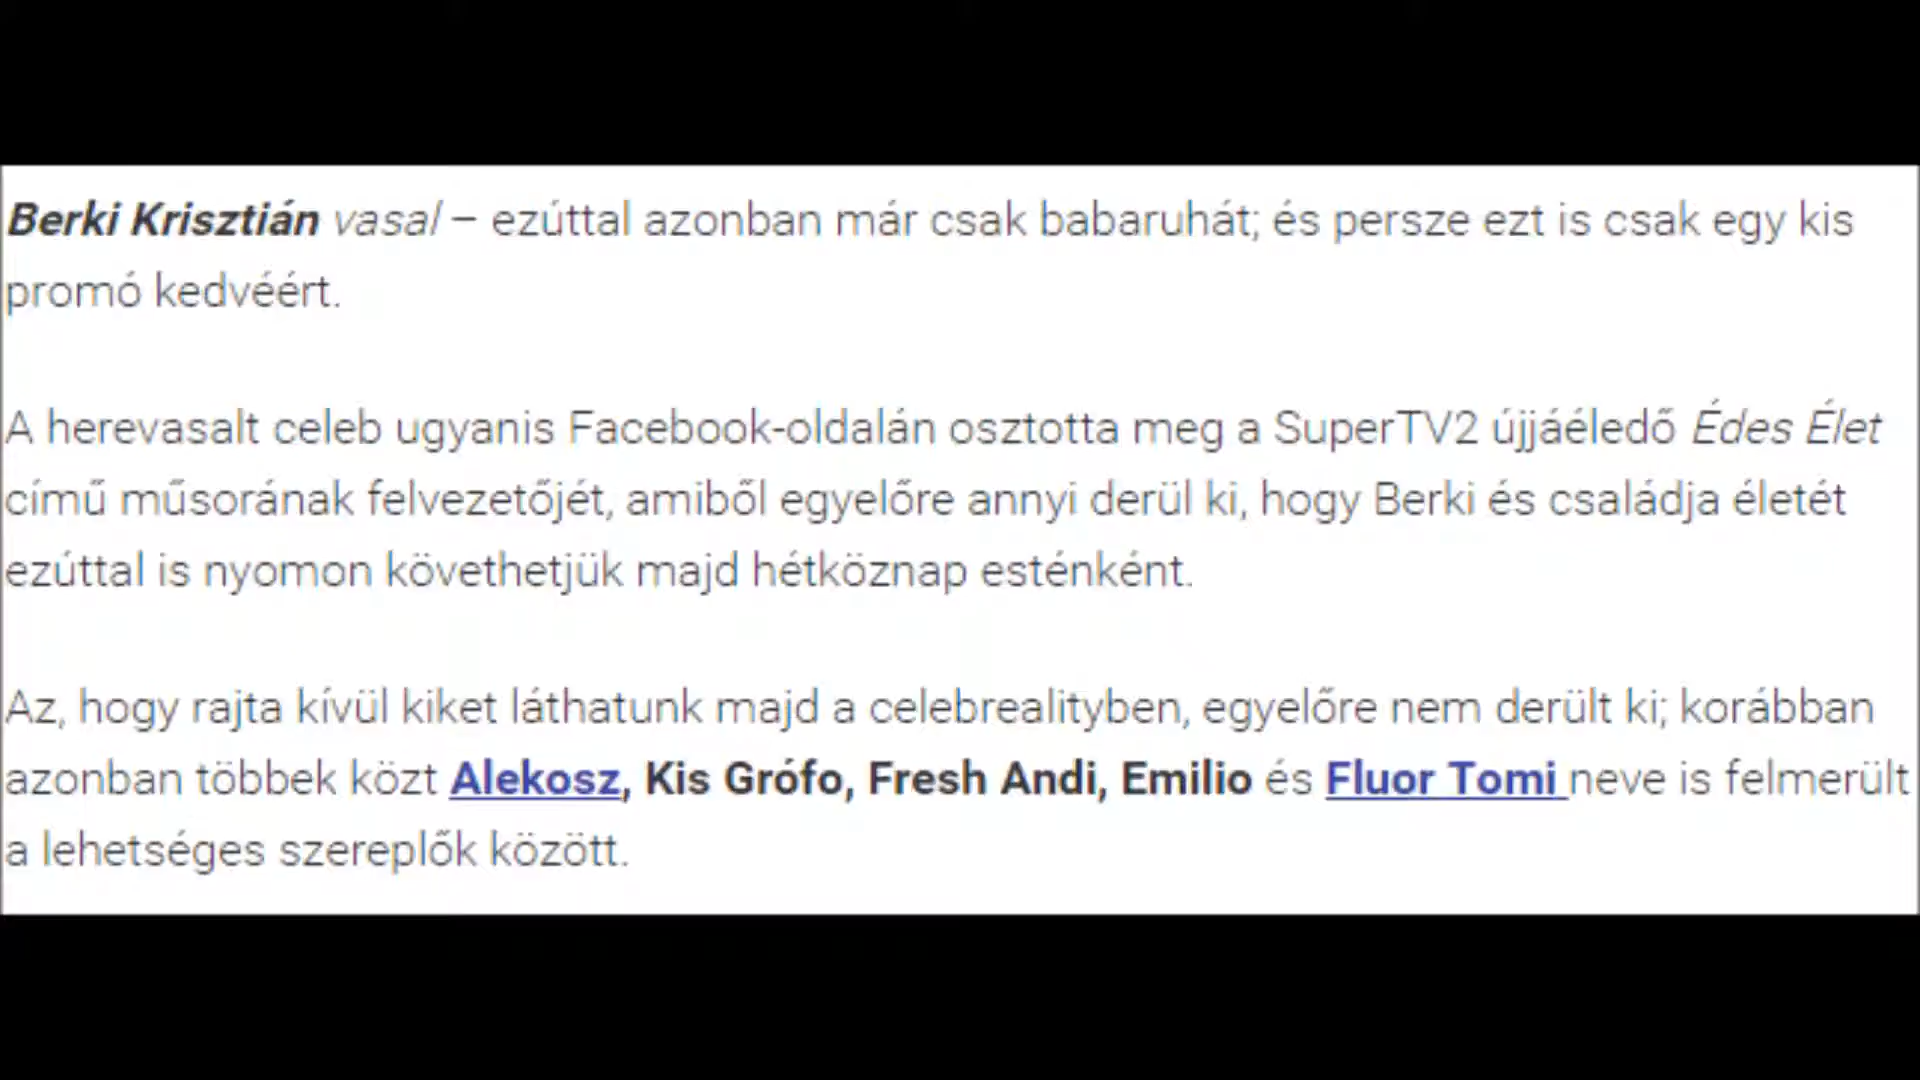 Berki Krisztián vasal – ezúttal azonban már csak babaruhát; és persze ezt is csak egy kis
promó kedvéért.
A herevasalt celeb ugyanis Facebook-oldalán osztotta meg a SuperTV2 újjáéledő Édes Élet
című műsorának felvezetőjét, amiből egyelőre annyi derül ki, hogy Berki és családja életét
ezúttal is nyomon követhetjük majd hétköznap esténként.
Az, hogy rajta kívül kiket láthatunk majd a celebrealityben, egyelőre nem derült ki; korábban
azonban többek közt Alekosz, Kis Grófo, Fresh Andi, Emilio és Fluor Tomi neve is felmerült
a lehetséges szereplők között.